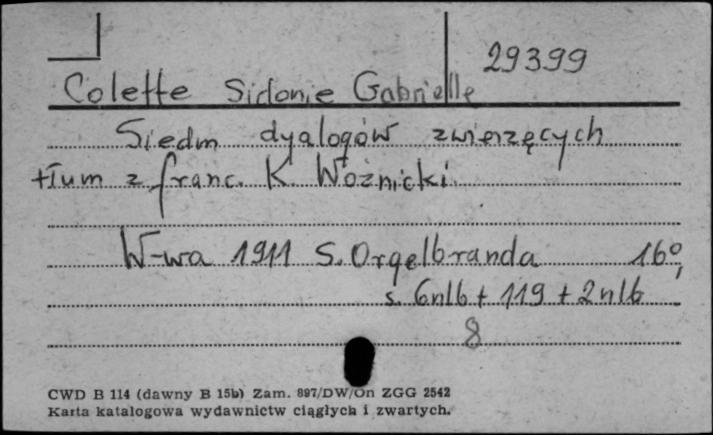 29399
Colette Sidonie Gabrielle
Siedm dyalogów zwierzęcych
tłum z franc. K. Woźnicki
W-wa 1911 S. Orgelbranda 16°,
s. 6nlb + 119 + 2nlb
8
CWD B 114 (dawny B 15b) Zam. 897/DW/On ZGG 2542
Karta katalogowa wydawnictw ciągłych i zwartych.